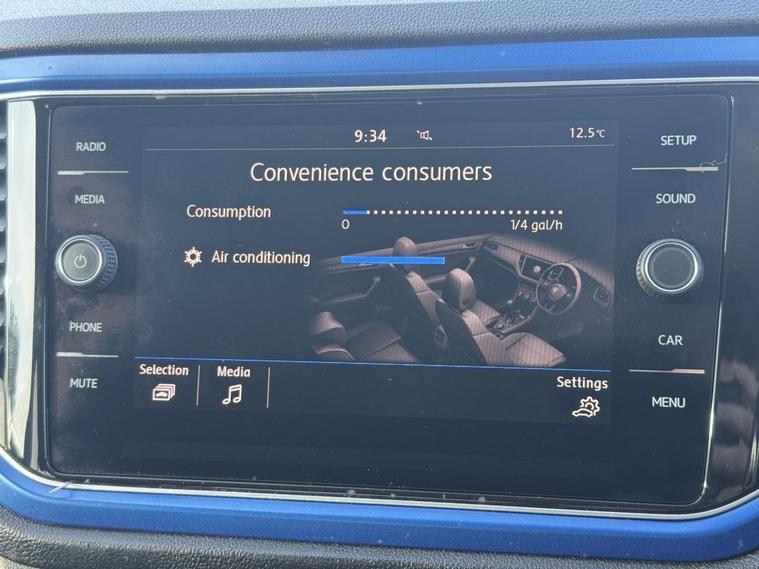 RADIO
MEDIA
PHONE
MUTE
9:34
12.5°C
Convenience consumers
Consumption
0
1/4 gal/h
Air conditioning
Selection
Media
Settings
SETUP
SOUND
CAR
MENU